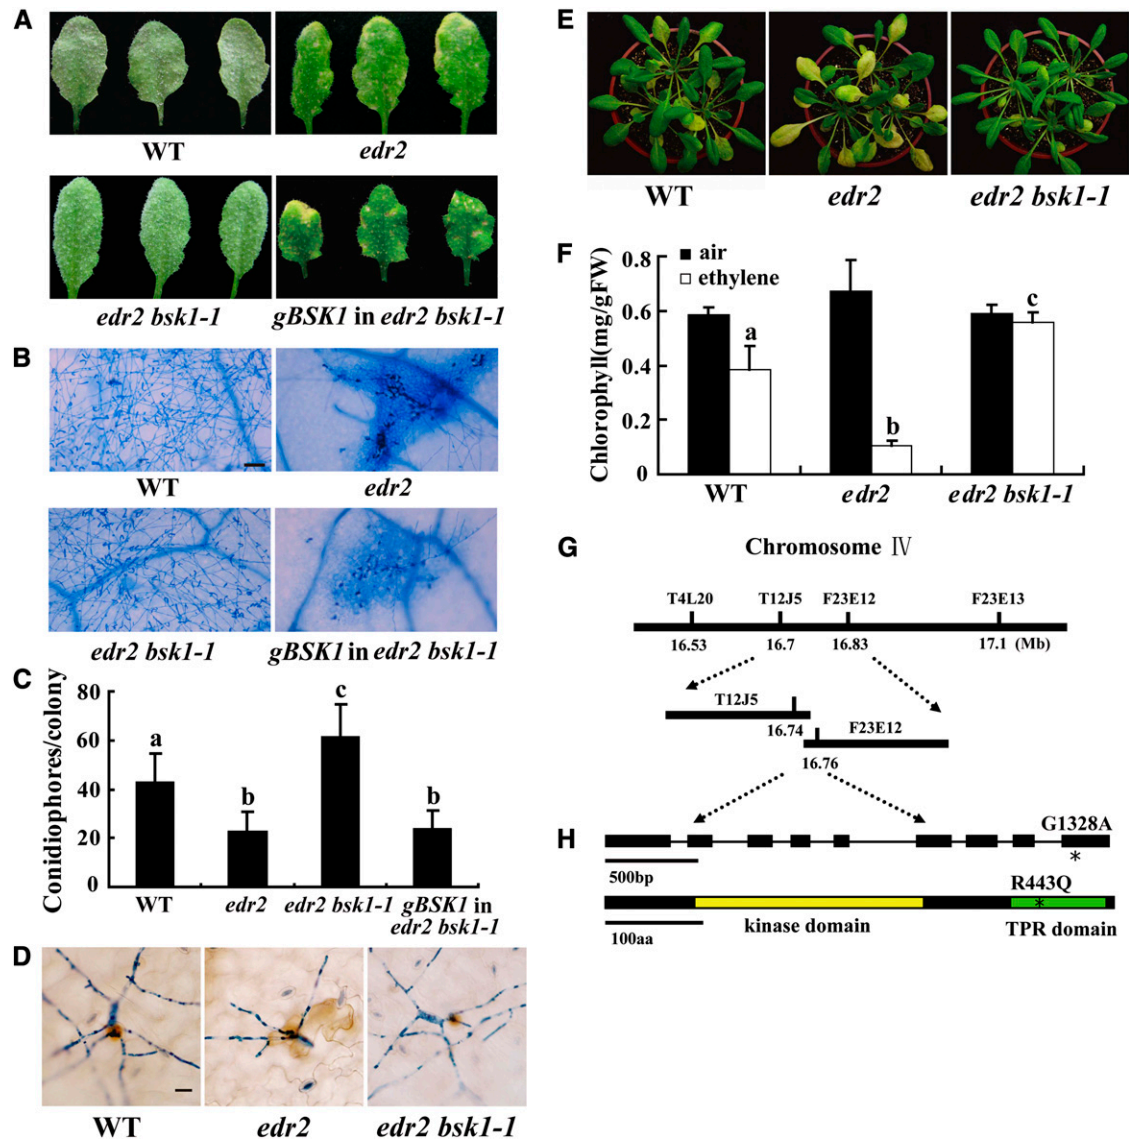 A
WT
edr2
edr2 bsk1-1
gBSK1 in edr2 bsk1-1
B
WT
edr2
edr2 bsk1-1
gBSK1 in edr2 bsk1-1
C
Conidiophores/colony
80
60
40
20
0
a
b
c
b
WT
edr2
edr2 bsk1-1
gBSK1 in
edr2 bsk1-1
D
WT
edr2
edr2 bsk1-1
E
WT
edr2
edr2 bsk1-1
F
Chlorophyll(mg/gFW)
0.8
0.6
0.4
0.2
0
air
ethylene
a
b
c
WT
edr2
edr2 bsk1-1
G
Chromosome IV
T4L20 T12J5 F23E12 F23E13
16.53 16.7 16.83 17.1 (Mb)
T12J5
16.74 F23E12
16.76
H
G1328A
*
500bp
R443Q
*
100aa
kinase domain TPR domain